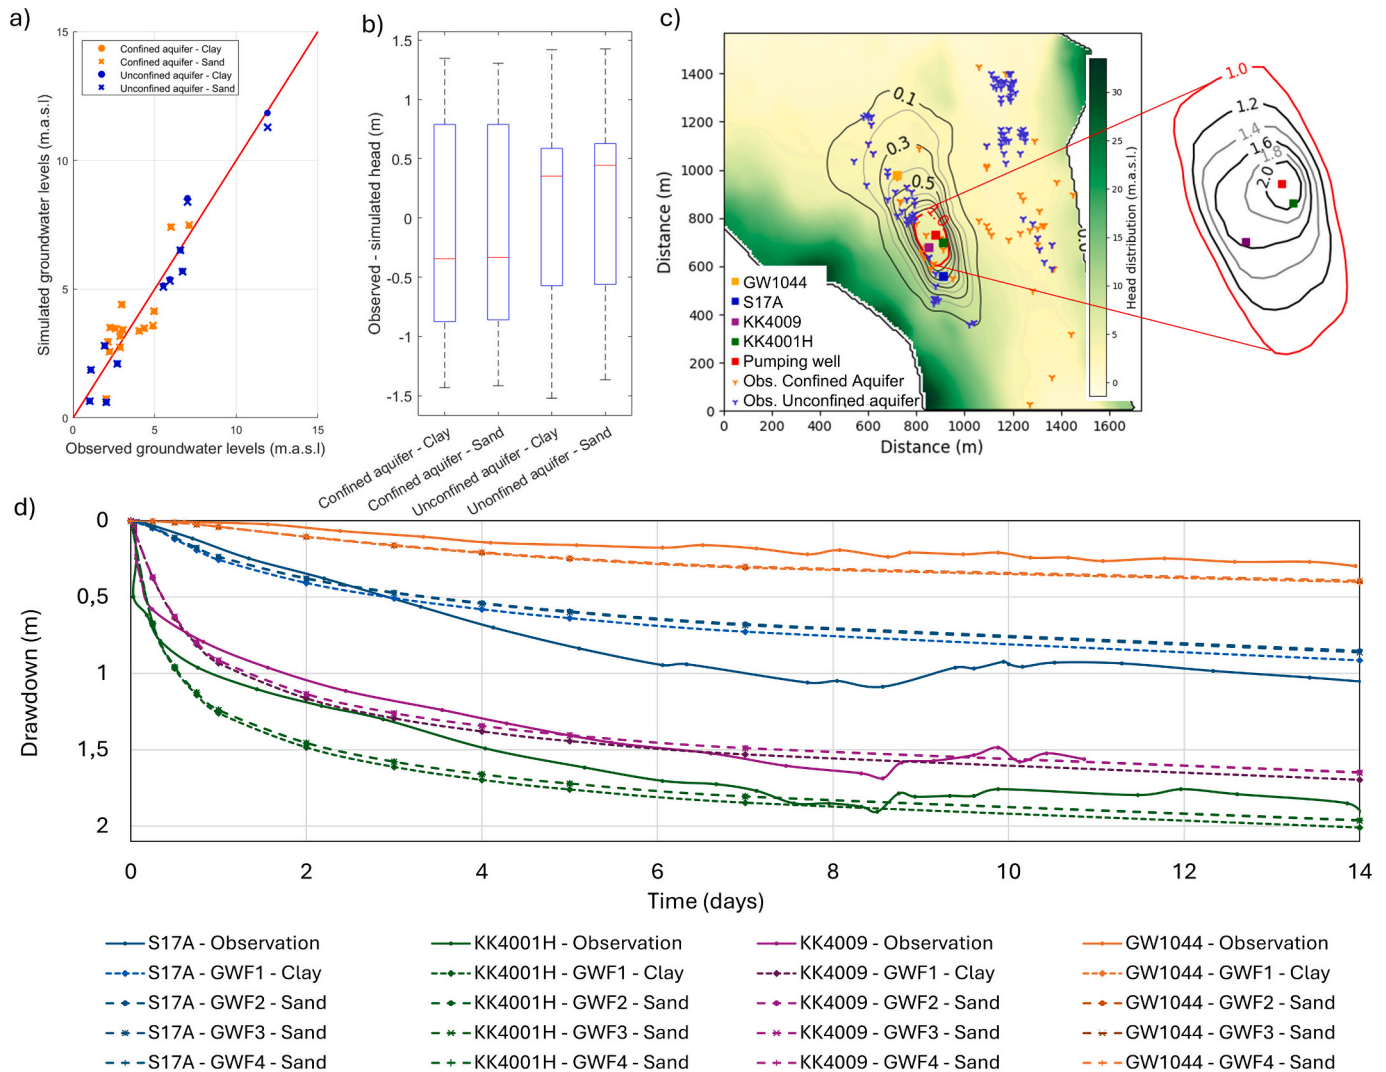 a)
15
10
5
0
0
5
10
15
Simulated groundwater levels (m.a.s.l)
Observed groundwater levels (m.a.s.l)
Confined aquifer - Clay
Confined aquifer - Sand
Unconfined aquifer - Clay
Unconfined aquifer - Sand
b)
1.5
1
0.5
0
-0.5
-1
-1.5
Observed - simulated head (m)
Confined aquifer - Clay
Confined aquifer - Sand
Unconfined aquifer - Clay
Unonfined aquifer - Sand
c)
1400
1200
1000
800
600
400
200
0
Distance (m)
0 200 400 600 800 1000 1200 1400 1600
Distance (m)
0.1
0.3
0.5
GW1044
S17A
KK4009
KK4001H
Pumping well
Obs. Confined Aquifer
Obs. Unconfined aquifer
30
25
20
15
10
5
0
Head distribution (m.a.s.l.)
1.0
1.2
1.4
1.6
1.8
2.0
d)
0
0,5
1
1,5
2
Drawdown (m)
0 2 4 6 8 10 12 14
Time (days)
S17A - Observation
S17A - GWF1 - Clay
S17A - GWF2 - Sand
S17A - GWF3 - Sand
S17A - GWF4 - Sand
KK4001H - Observation
KK4001H - GWF1 - Clay
KK4001H - GWF2 - Sand
KK4001H - GWF3 - Sand
KK4001H - GWF4 - Sand
KK4009 - Observation
KK4009 - GWF1 - Clay
KK4009 - GWF2 - Sand
KK4009 - GWF3 - Sand
KK4009 - GWF4 - Sand
GW1044 - Observation
GW1044 - GWF1 - Clay
GW1044 - GWF2 - Sand
GW1044 - GWF3 - Sand
GW1044 - GWF4 - Sand